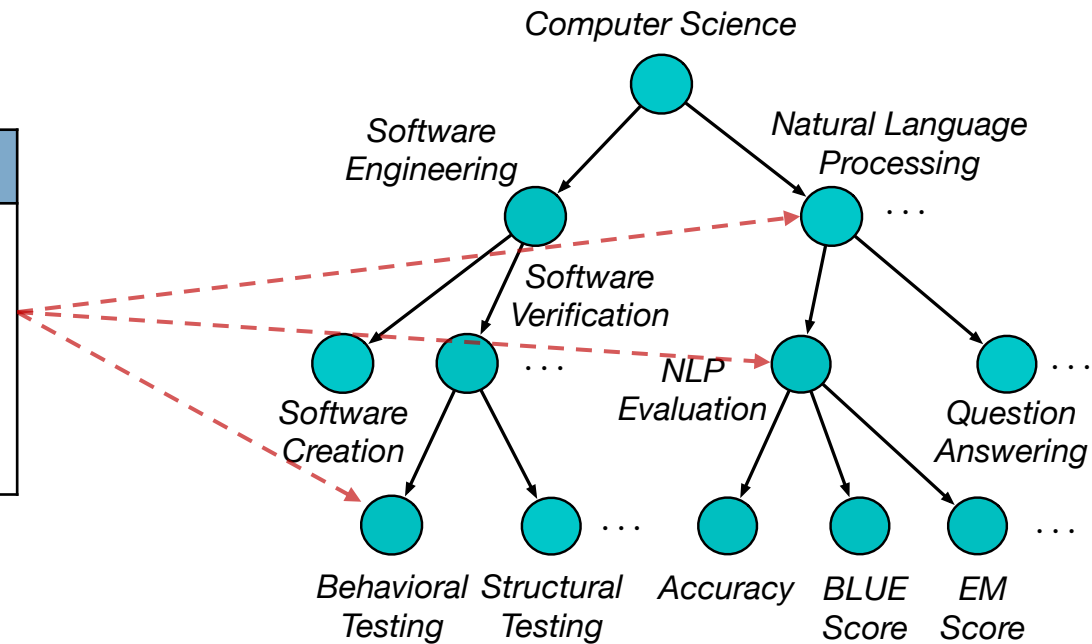 Computer Science
Software
Engineering
Natural Language
Processing
...
Software
Verification
...
NLP
Evaluation
...
Software
Creation
Question
Answering
...
...
Behavioral
Testing
Structural
Testing
Accuracy
BLUE
Score
EM
Score